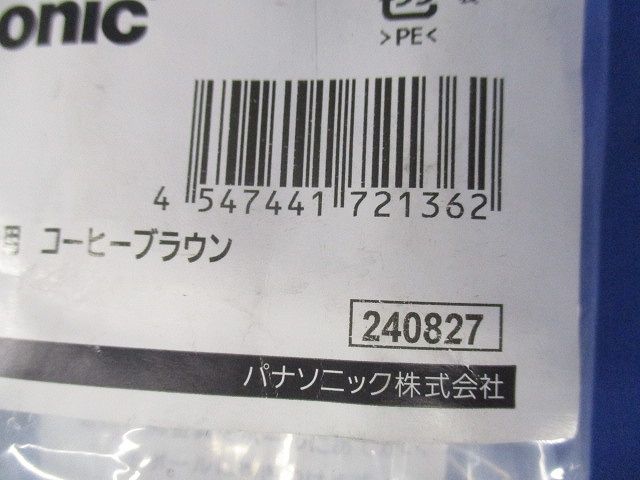 onic
>PE<
4 547441 721362
用 コーヒーブラウン
240827
パナソニック株式会社